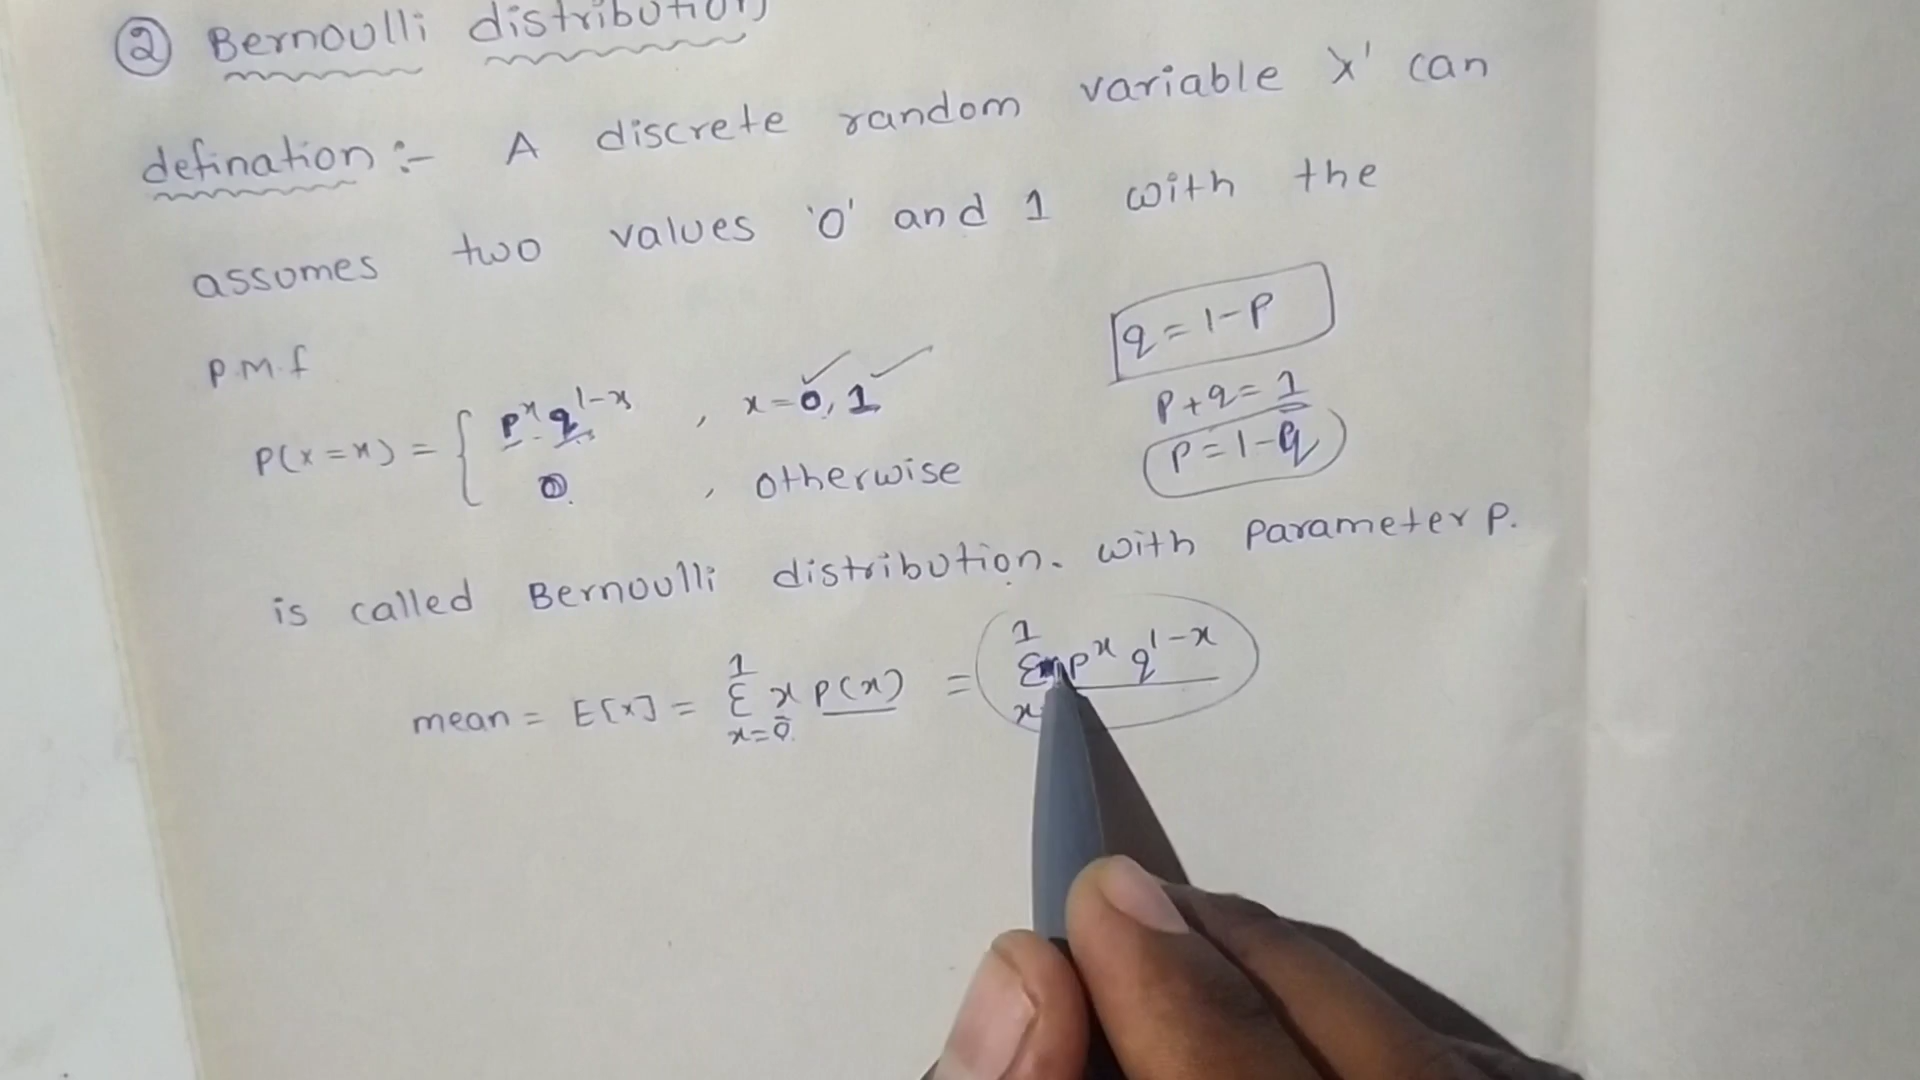 ② Bernoulli distribution
defination :- A discrete random variable 'X' can
assumes two values '0' and 1 with the
P.M.f
P(X=x) = { p^x q^{1-x} , x=0,1
0 , otherwise
q = 1-P
P+q = 1
P = 1-q
is called Bernoulli distribution. with parameter P.
mean = E[X] = Σ_{x=0}^{1} x P(x) = Σ^{1} x p^x q^{1-x}